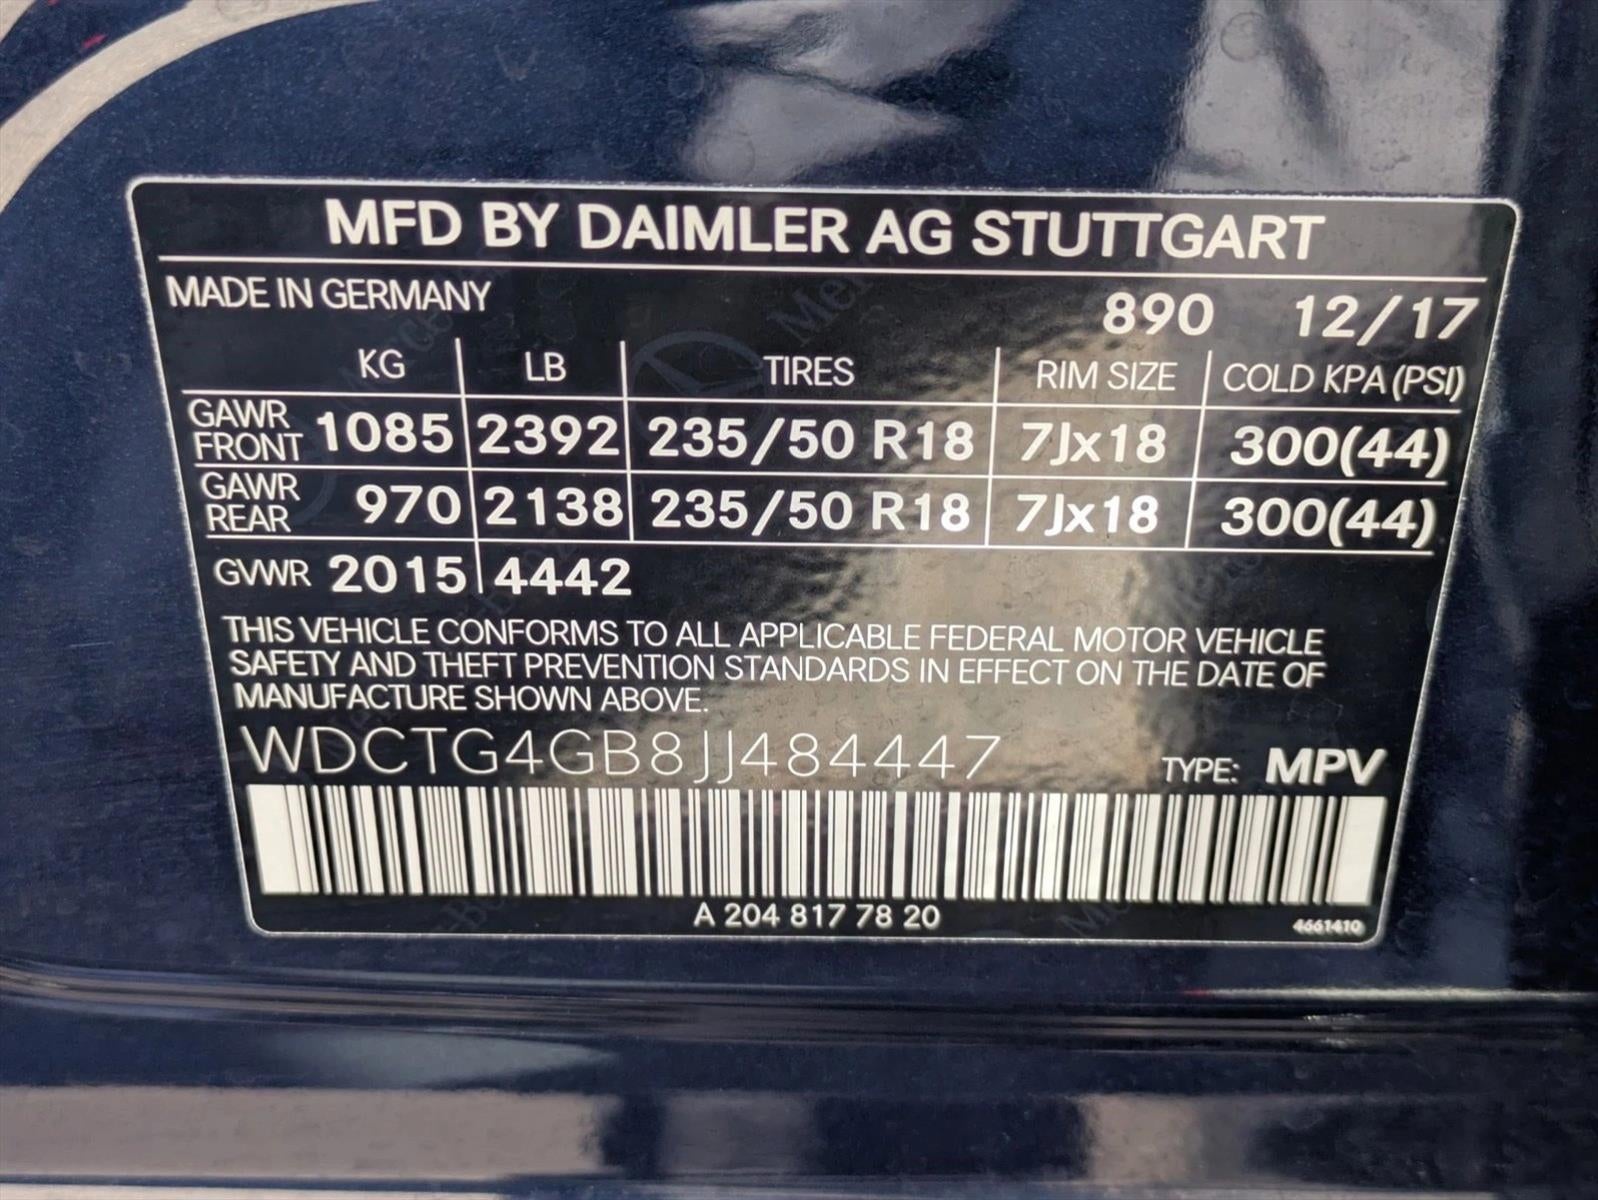 MFD BY DAIMLER AG STUTTGART
MADE IN GERMANY 890 12/17
KG LB TIRES RIM SIZE COLD KPA (PSI)
GAWR FRONT 1085 2392 235/50 R18 7Jx18 300(44)
GAWR REAR 970 2138 235/50 R18 7Jx18 300(44)
GVWR 2015 4442
THIS VEHICLE CONFORMS TO ALL APPLICABLE FEDERAL MOTOR VEHICLE
SAFETY AND THEFT PREVENTION STANDARDS IN EFFECT ON THE DATE OF
MANUFACTURE SHOWN ABOVE.
WDCTG4GB8JJ484447 TYPE: MPV
A 204 817 78 20 4661410